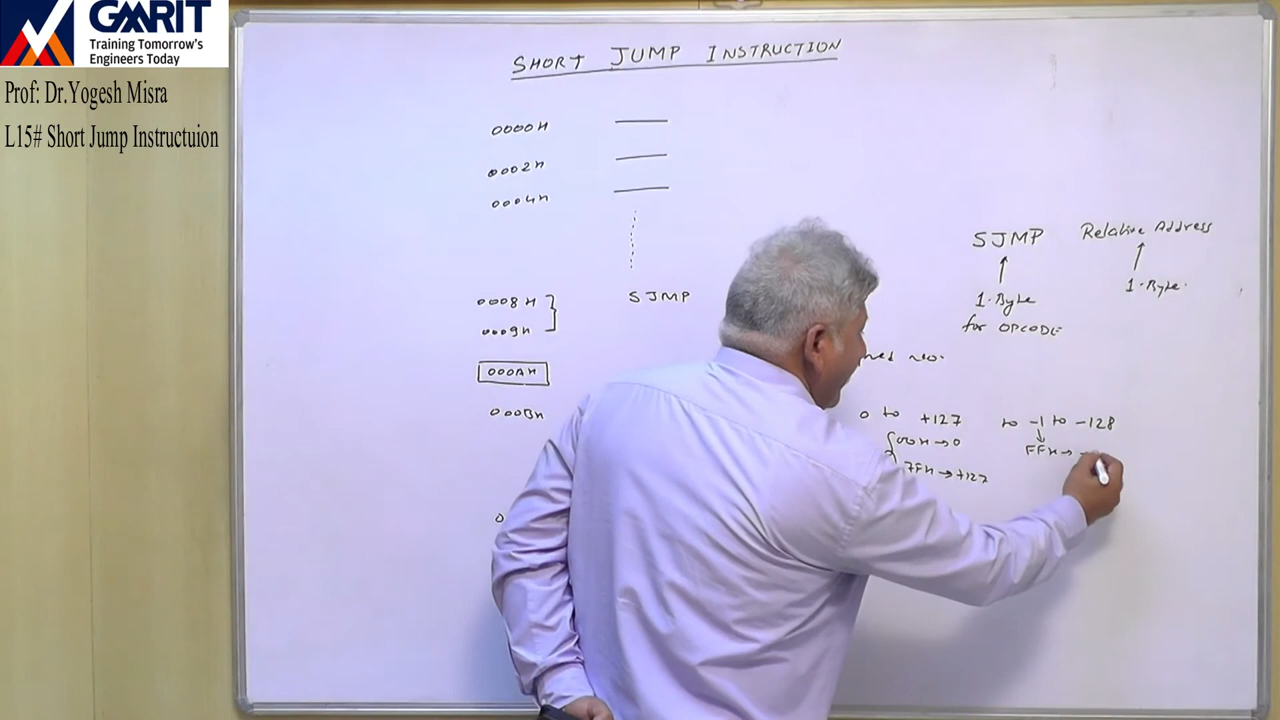 GMRIT
Training Tomorrow's
Engineers Today
Prof: Dr.Yogesh Misra
L15# Short Jump Instructuion
SHORT JUMP INSTRUCTION
0000H
0002H
0004H
SJMP Relative Address
1-Byte 1-Byte
for OPCODE
0008H SJMP
0009H
000AH
000BH
no.
0 to +127 to -1 to -128
00H→0 FFH→
7FH→+127